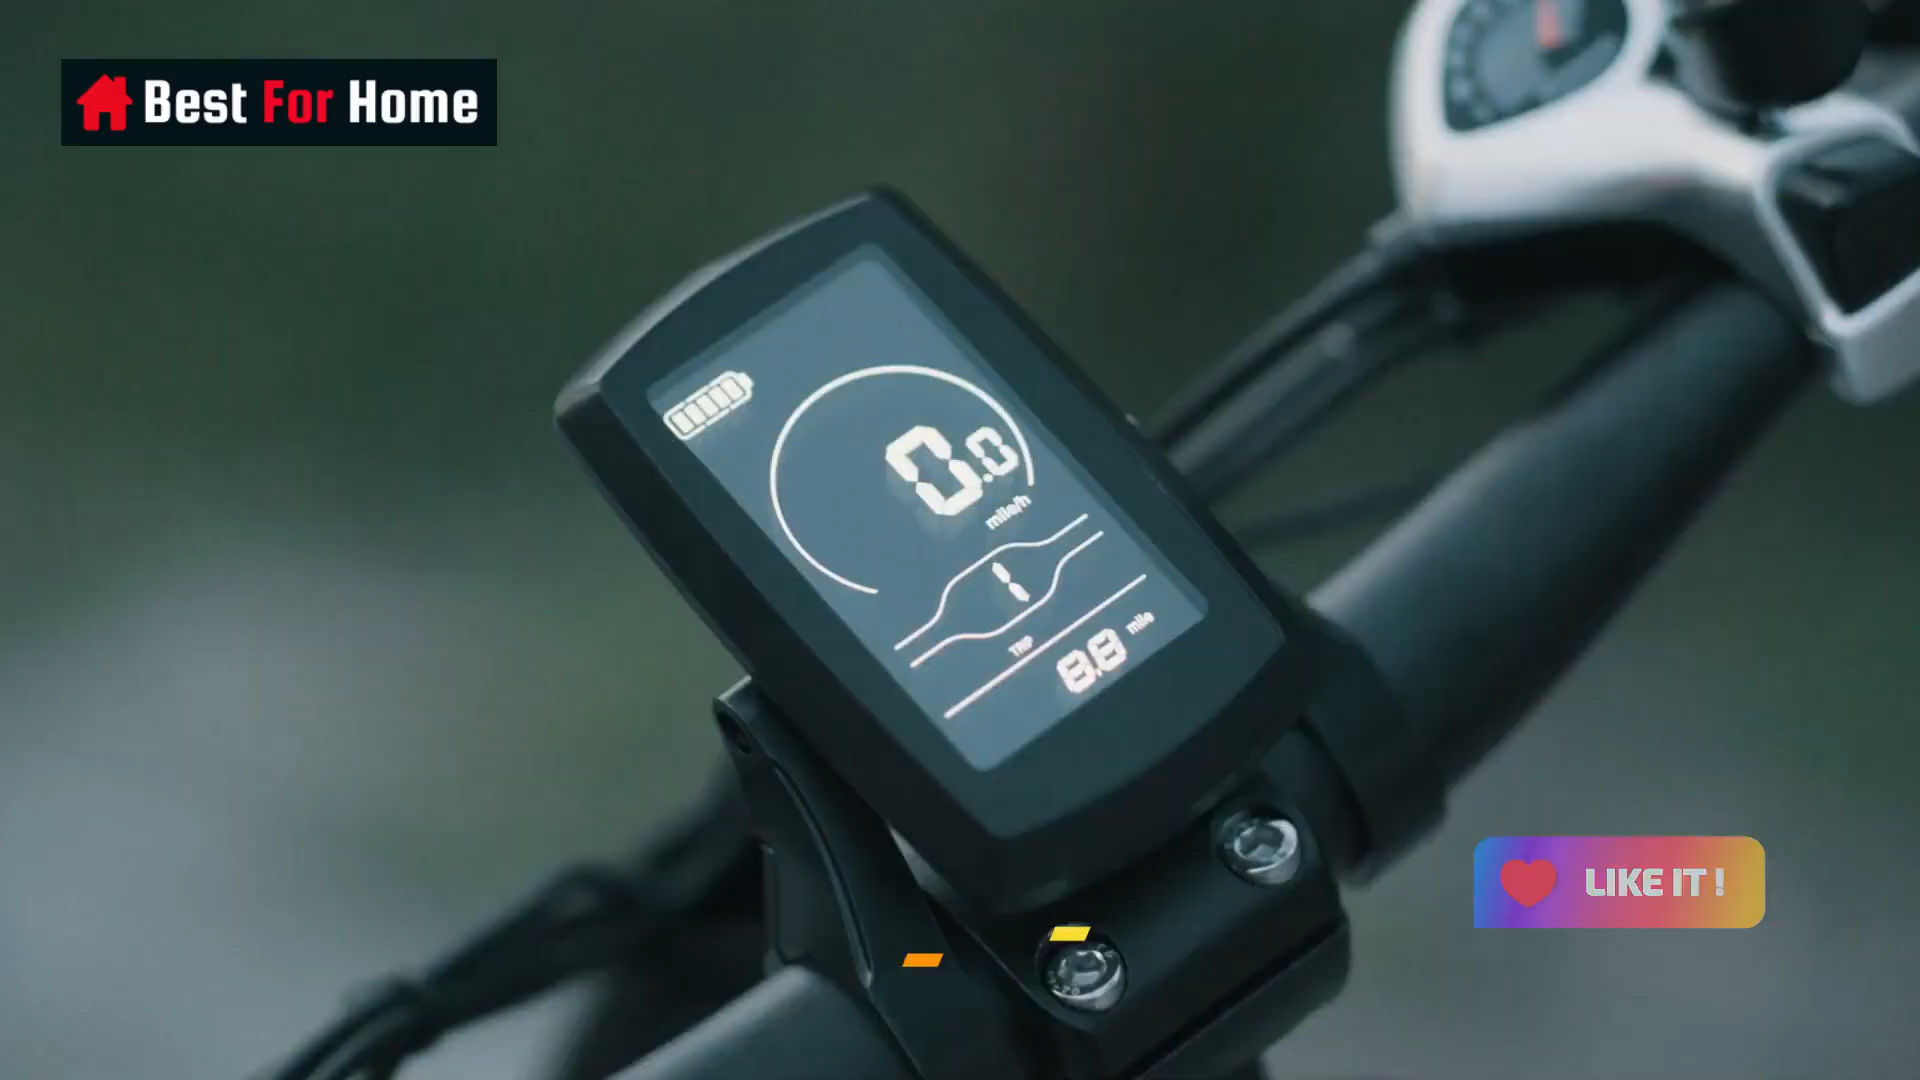 Best For Home
0.0
mile/h
1
TRIP
8.8 mile
LIKE IT !